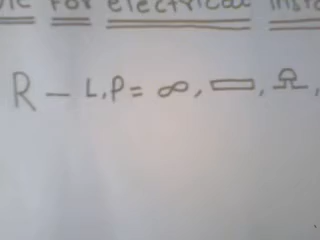 for electrical
R - L.P = ∞, ▭, Ω,